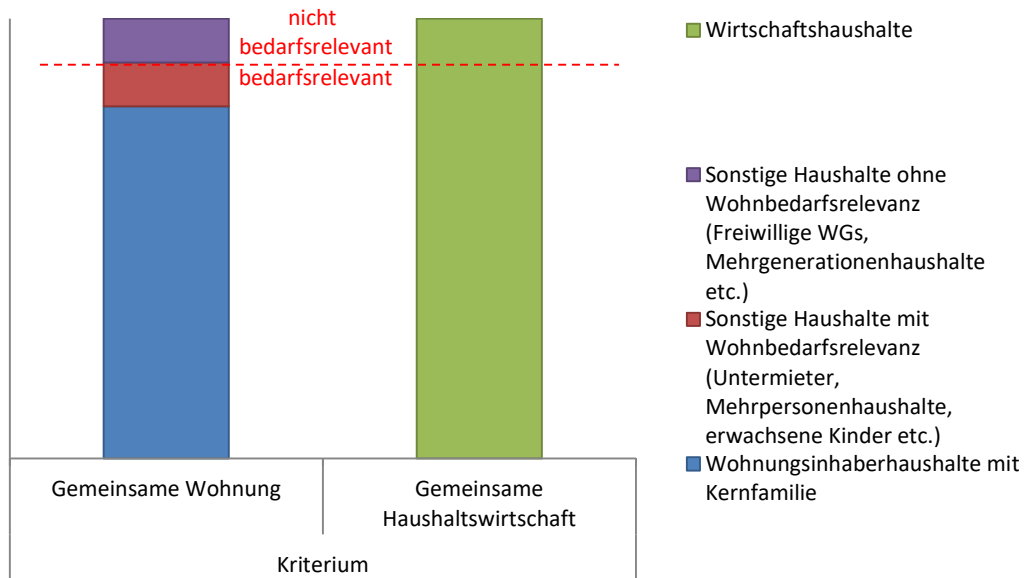 nicht
bedarfsrelevant
bedarfsrelevant
Gemeinsame Wohnung
Gemeinsame
Haushaltswirtschaft
Kriterium
Wirtschaftshaushalte
Sonstige Haushalte ohne
Wohnbedarfsrelevanz
(Freiwillige WGs,
Mehrgenerationenhaushalte
etc.)
Sonstige Haushalte mit
Wohnbedarfsrelevanz
(Untermieter,
Mehrpersonenhaushalte,
erwachsene Kinder etc.)
Wohnungsinhaberhaushalte mit
Kernfamilie